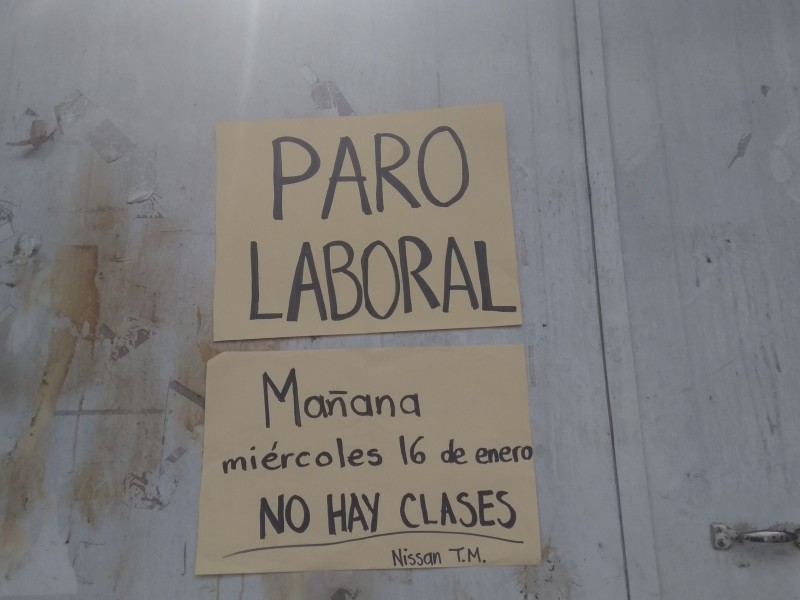 PARO
LABORAL
Mañana
miércoles 16 de enero
NO HAY CLASES
Nissan T.M.